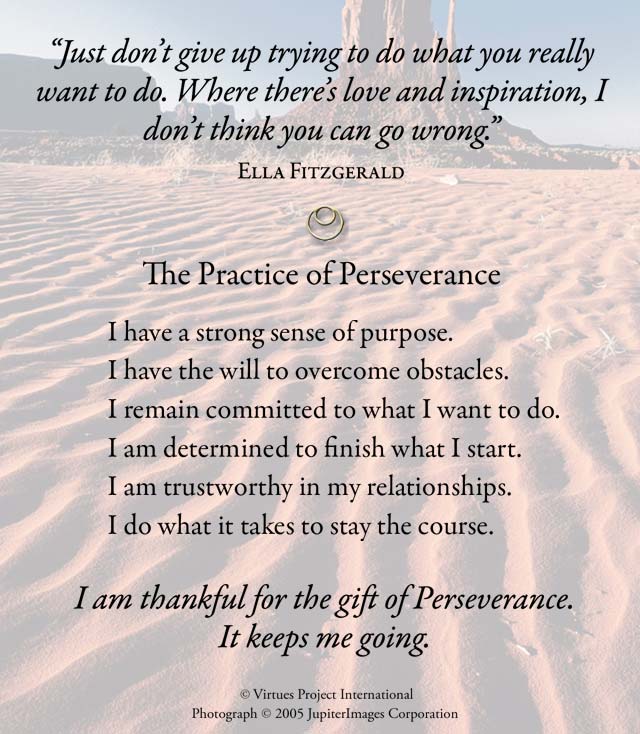 “Just don’t give up trying to do what you really
want to do. Where there’s love and inspiration, I
don’t think you can go wrong.”
Ella Fitzgerald
The Practice of Perseverance
I have a strong sense of purpose.
I have the will to overcome obstacles.
I remain committed to what I want to do.
I am determined to finish what I start.
I am trustworthy in my relationships.
I do what it takes to stay the course.
I am thankful for the gift of Perseverance.
It keeps me going.
© Virtues Project International
Photograph © 2005 JupiterImages Corporation